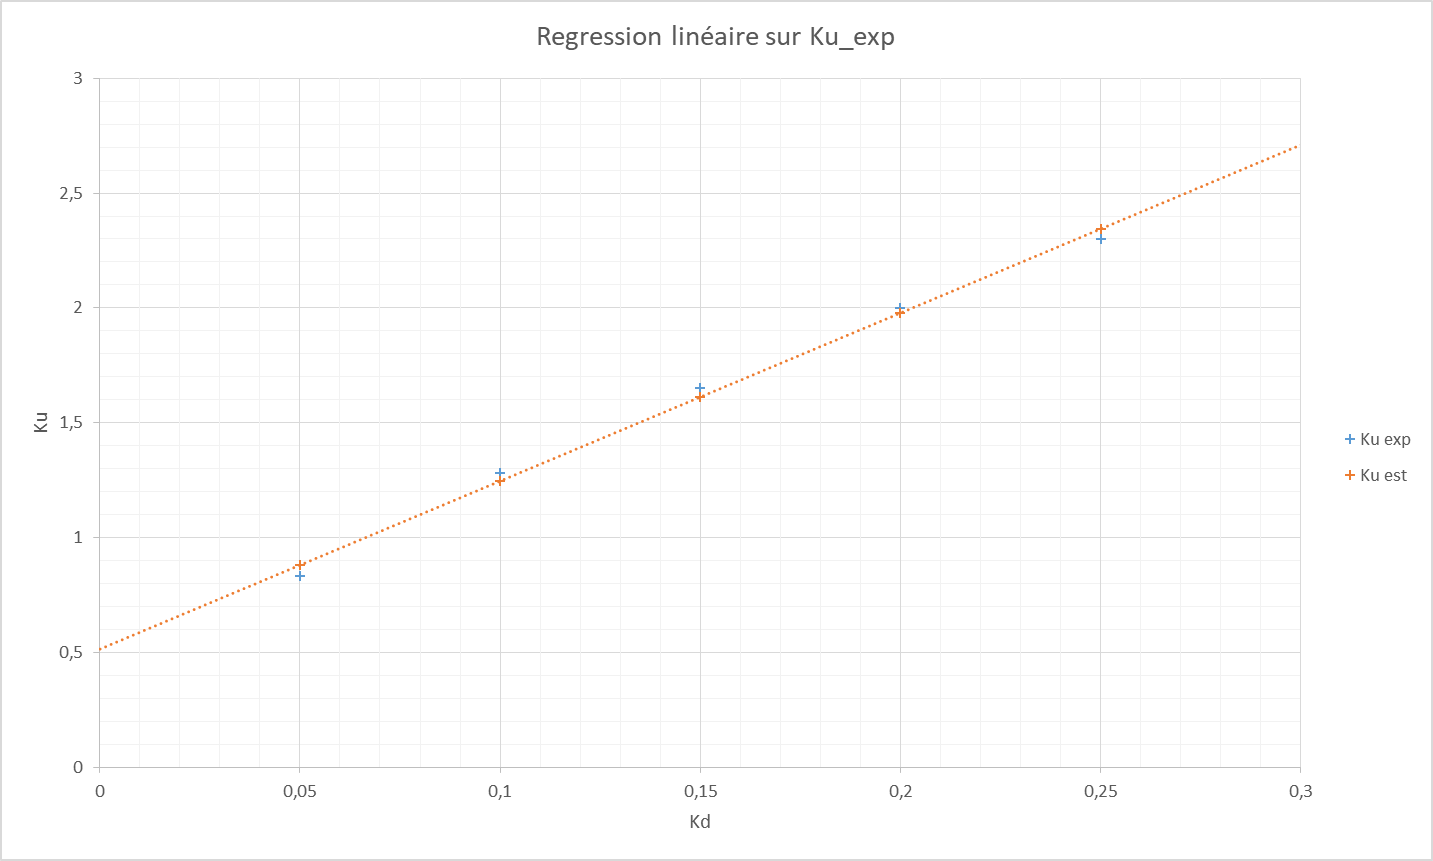 Regression linéaire sur Ku_exp
3
2,5
2
1,5
1
0,5
0
Ku
0
0,05
0,1
0,15
0,2
0,25
0,3
Kd
Ku exp
Ku est